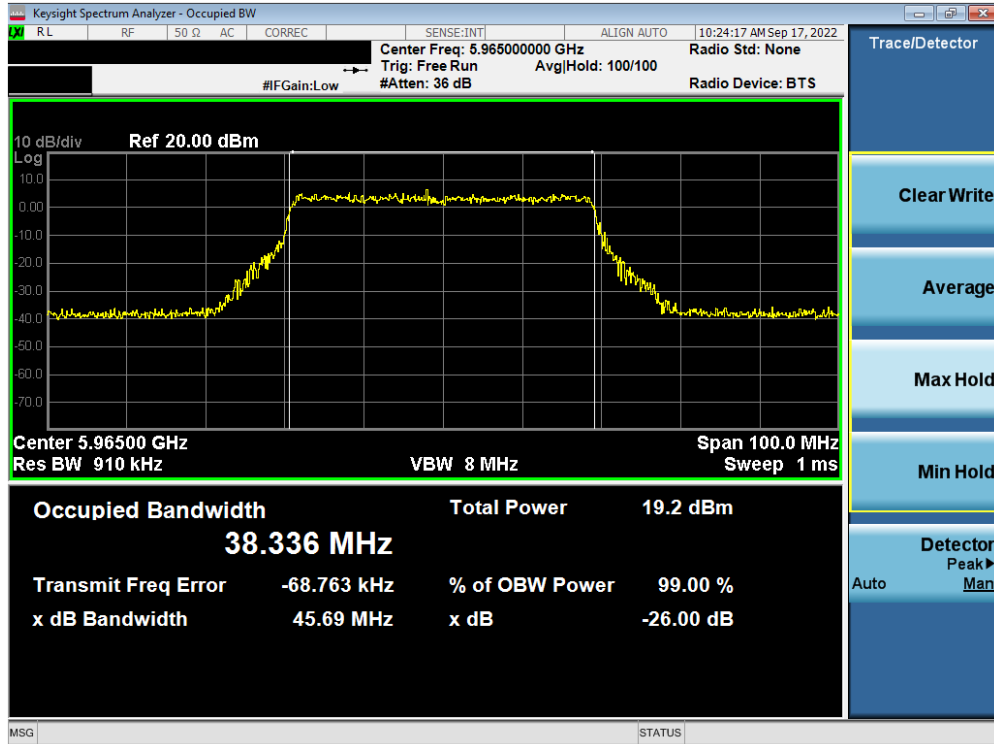 Keysight Spectrum Analyzer - Occupied BW
LXI RL RF 50 Ω AC CORREC SENSE:INT ALIGN AUTO 10:24:17 AM Sep 17, 2022
Center Freq: 5.965000000 GHz Radio Std: None
Trig: Free Run Avg|Hold: 100/100
#IFGain:Low #Atten: 36 dB Radio Device: BTS
10 dB/div Ref 20.00 dBm
Log
10.0
0.00
-10.0
-20.0
-30.0
-40.0
-50.0
-60.0
-70.0
Center 5.96500 GHz Span 100.0 MHz
Res BW 910 kHz VBW 8 MHz Sweep 1 ms
Occupied Bandwidth Total Power 19.2 dBm
38.336 MHz
Transmit Freq Error -68.763 kHz % of OBW Power 99.00 %
x dB Bandwidth 45.69 MHz x dB -26.00 dB
Trace/Detector
Clear Write
Average
Max Hold
Min Hold
Detector
Peak▶
Auto Man
MSG STATUS